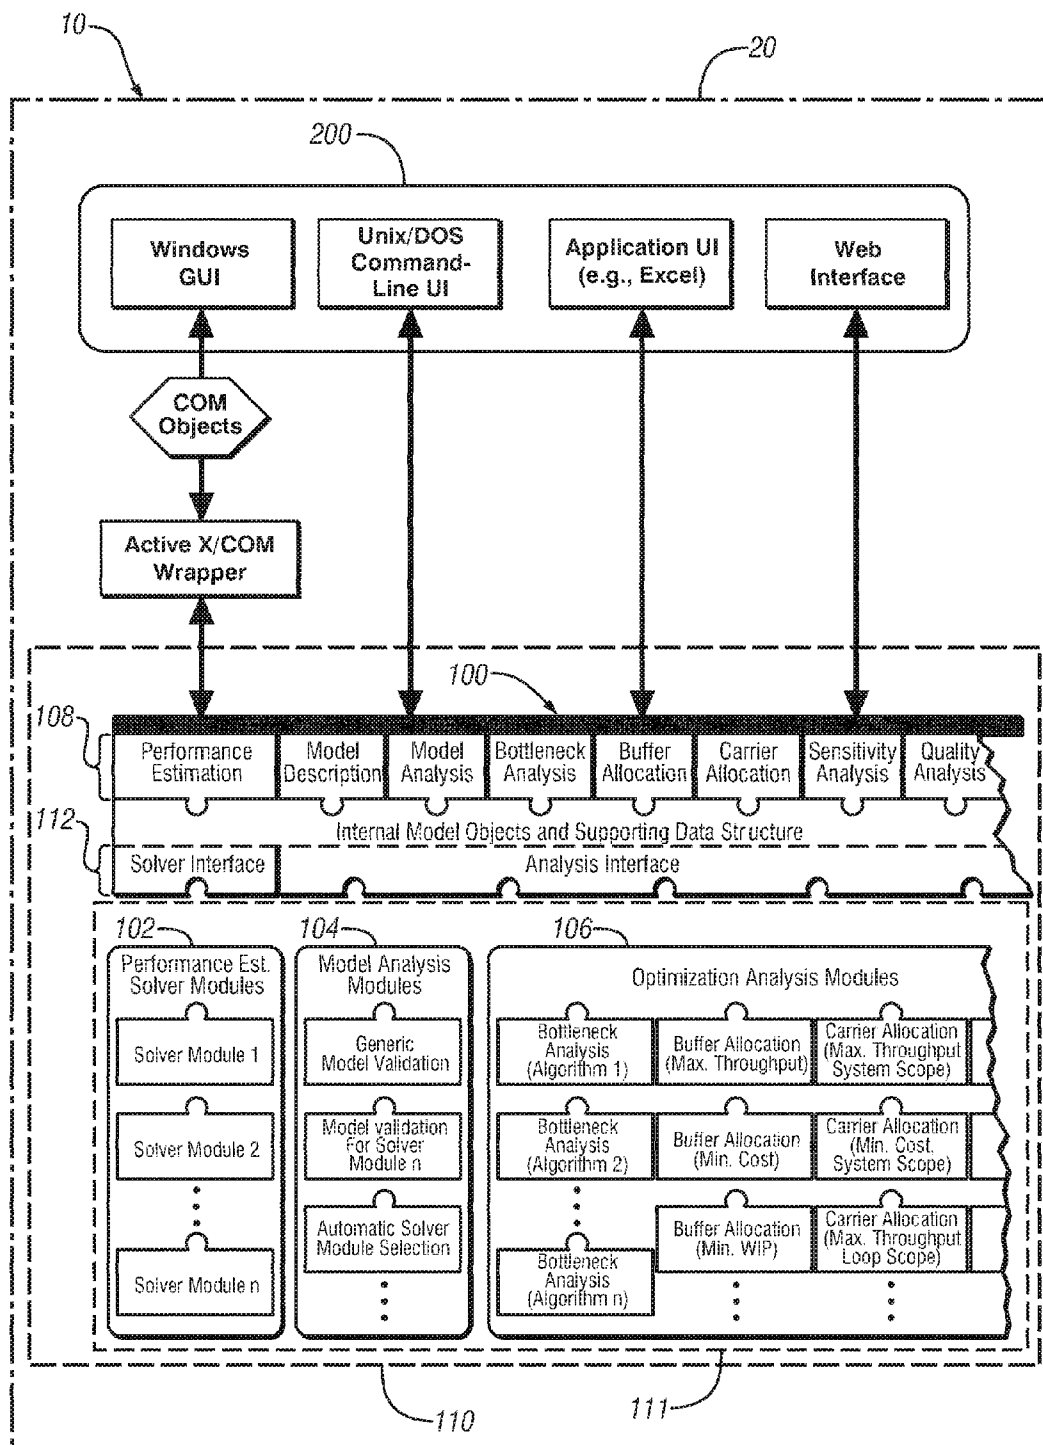 10
20
200
Windows
GUI
Unix/DOS
Command-
Line UI
Application UI
(e.g., Excel)
Web
Interface
COM
Objects
Active X/COM
Wrapper
100
108
Performance
Estimation
Model
Description
Model
Analysis
Bottleneck
Analysis
Buffer
Allocation
Carrier
Allocation
Sensitivity
Analysis
Quality
Analysis
112
Internal Model Objects and Supporting Data Structure
Solver Interface
Analysis Interface
102
104
106
Performance Est.
Solver Modules
Solver Module 1
Solver Module 2
Solver Module n
Model Analysis
Modules
Generic
Model Validation
Model validation
For Solver
Module n
Automatic Solver
Module Selection
Optimization Analysis Modules
Bottleneck
Analysis
(Algorithm 1)
Buffer Allocation
(Max. Throughput)
Carrier Allocation
(Max. Throughput
System Scope)
Bottleneck
Analysis
(Algorithm 2)
Buffer Allocation
(Min. Cost)
Carrier Allocation
(Min. Cost,
System Scope)
Bottleneck
Analysis
(Algorithm n)
Buffer Allocation
(Min. WIP)
Carrier Allocation
(Max. Throughput
Loop Scope)
110
111